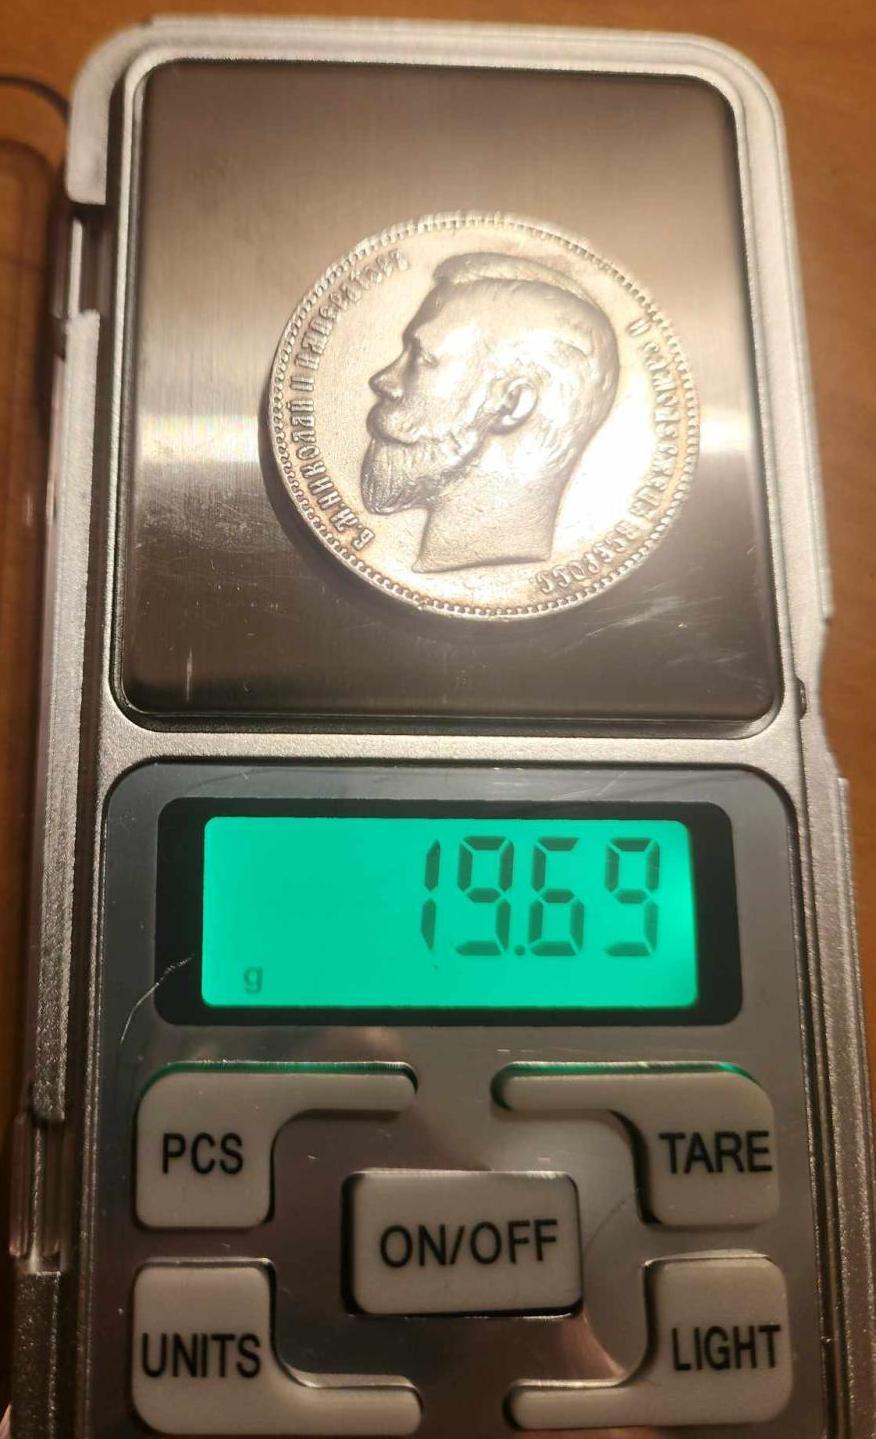 Б.М.НИКОЛАЙ II ИМПЕРАТОРЪ
И САМОДЕРЖЕЦЪ ВСЕРОСС.
19.69
g
PCS
TARE
ON/OFF
UNITS
LIGHT